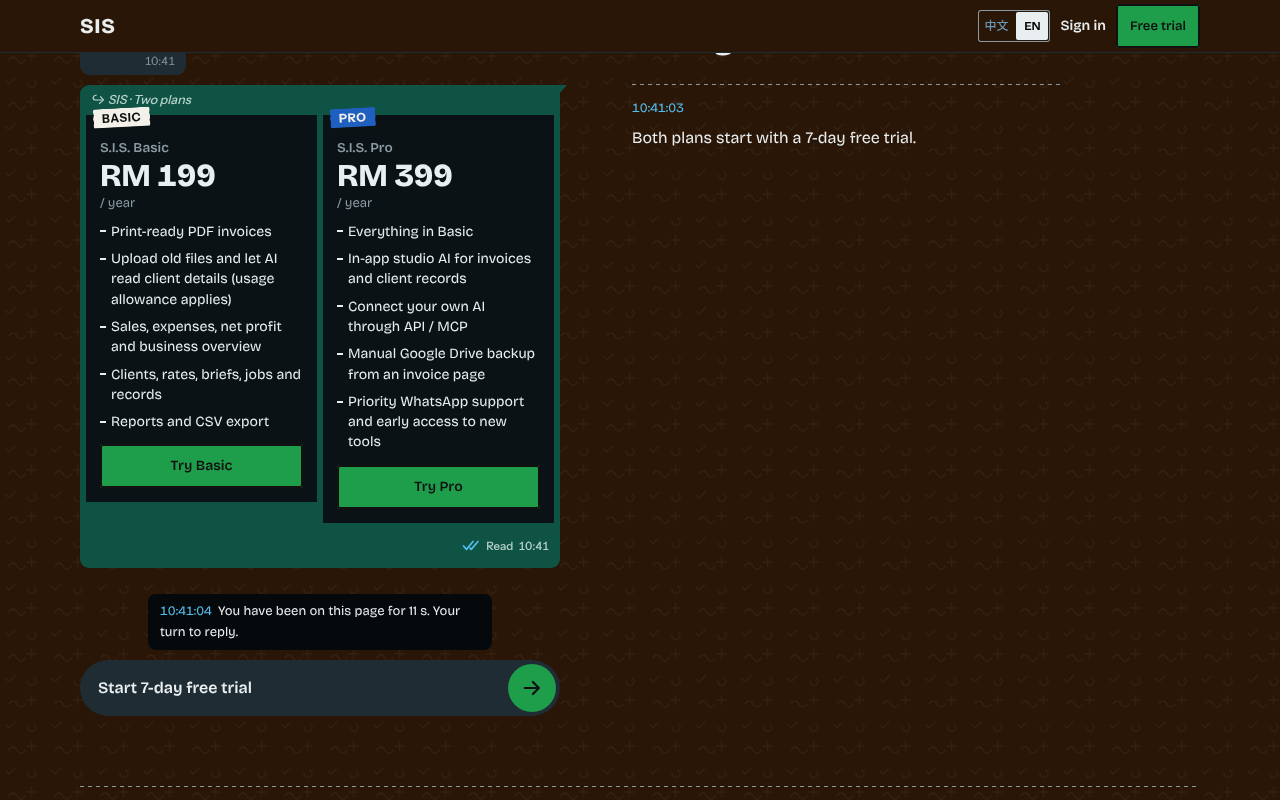 SIS
中文 EN Sign in Free trial
10:41
↪ SIS · Two plans
BASIC
S.I.S. Basic
RM 199
/ year
– Print-ready PDF invoices
– Upload old files and let AI
read client details (usage
allowance applies)
– Sales, expenses, net profit
and business overview
– Clients, rates, briefs, jobs and
records
– Reports and CSV export
Try Basic
PRO
S.I.S. Pro
RM 399
/ year
– Everything in Basic
– In-app studio AI for invoices
and client records
– Connect your own AI
through API / MCP
– Manual Google Drive backup
from an invoice page
– Priority WhatsApp support
and early access to new
tools
Try Pro
Read 10:41
10:41:04 You have been on this page for 11 s. Your
turn to reply.
Start 7-day free trial
10:41:03
Both plans start with a 7-day free trial.